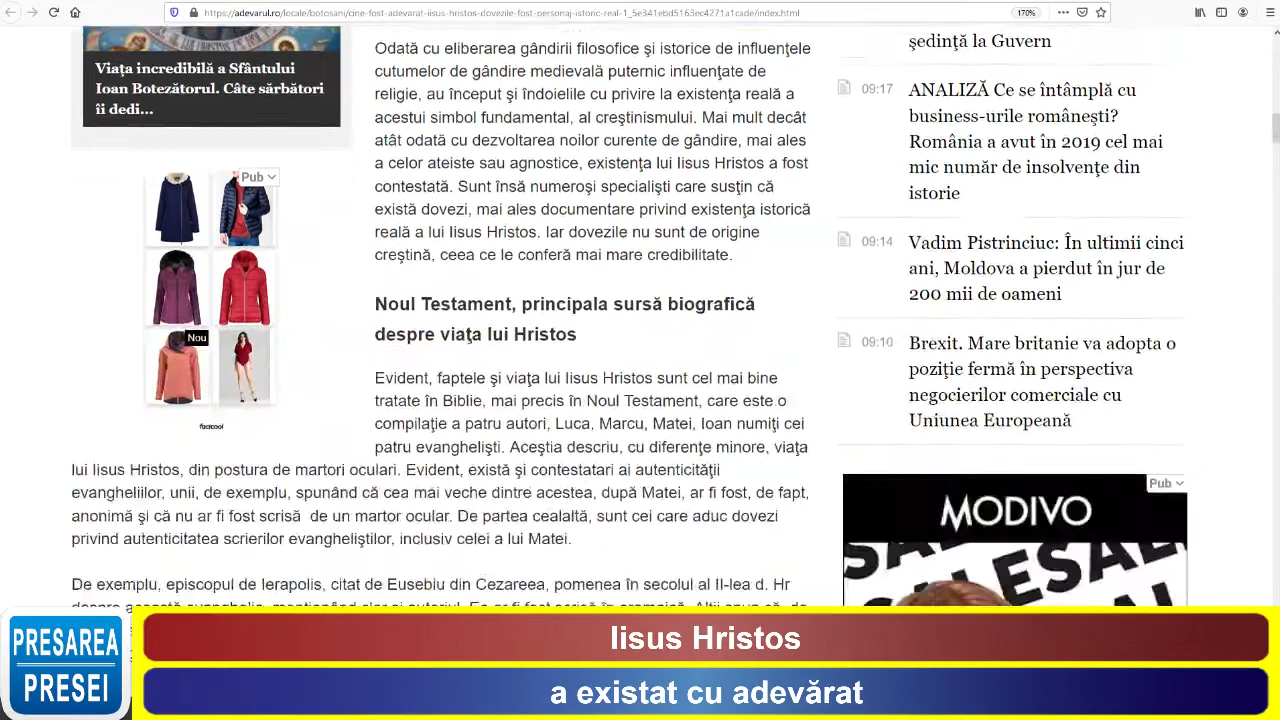 https://adevarul.ro/locale/botosani/cine-fost-adevarat-iisus-hristos-dovezile-fost-personaj-istoric-real-1_5e341ebd5163ec4271a1cade/index.html
170%
Viaţa incredibilă a Sfântului
Ioan Botezătorul. Câte sărbători
îi dedi...
Pub
Nou
Odată cu eliberarea gândirii filosofice şi istorice de influenţele
cutumelor de gândire medievală puternic influenţate de
religie, au început şi îndoielile cu privire la existenţa reală a
acestui simbol fundamental, al creştinismului. Mai mult decât
atât odată cu dezvoltarea noilor curente de gândire, mai ales
a celor ateiste sau agnostice, existenţa lui Iisus Hristos a fost
contestată. Sunt însă numeroşi specialişti care susţin că
există dovezi, mai ales documentare privind existenţa istorică
reală a lui Iisus Hristos. Iar dovezile nu sunt de origine
creştină, ceea ce le conferă mai mare credibilitate.
Noul Testament, principala sursă biografică
despre viaţa lui Hristos
Evident, faptele şi viaţa lui Iisus Hristos sunt cel mai bine
tratate în Biblie, mai precis în Noul Testament, care este o
compilaţie a patru autori, Luca, Marcu, Matei, Ioan numiţi cei
patru evanghelişti. Aceştia descriu, cu diferenţe minore, viaţa
lui Iisus Hristos, din postura de martori oculari. Evident, există şi contestatari ai autenticităţii
evangheliilor, unii, de exemplu, spunând că cea mai veche dintre acestea, după Matei, ar fi fost, de fapt,
anonimă şi că nu ar fi fost scrisă de un martor ocular. De partea cealaltă, sunt cei care aduc dovezi
privind autenticitatea scrierilor evangheliştilor, inclusiv celei a lui Matei.
De exemplu, episcopul de Ierapolis, citat de Eusebiu din Cezareea, pomenea în secolul al II-lea d. Hr
şedinţă la Guvern
09:17
ANALIZĂ Ce se întâmplă cu
business-urile româneşti?
România a avut în 2019 cel mai
mic număr de insolvenţe din
istorie
09:14
Vadim Pistrinciuc: În ultimii cinci
ani, Moldova a pierdut în jur de
200 mii de oameni
09:10
Brexit. Mare britanie va adopta o
poziţie fermă în perspectiva
negocierilor comerciale cu
Uniunea Europeană
Pub
MODIVO
PRESAREA
PRESEI
Iisus Hristos
a existat cu adevărat